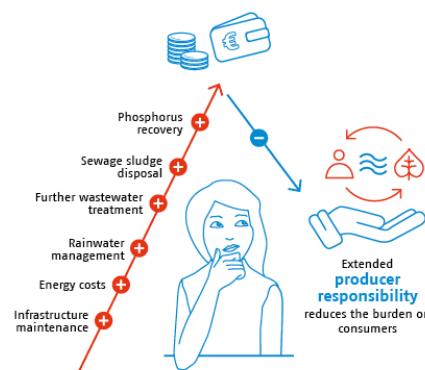 Phosphorus
recovery
Sewage sludge
disposal
Further wastewater
treatment
Rainwater
management
Energy costs
Infrastructure
maintenance
Extended
producer
responsibility
reduces the burden on
consumers